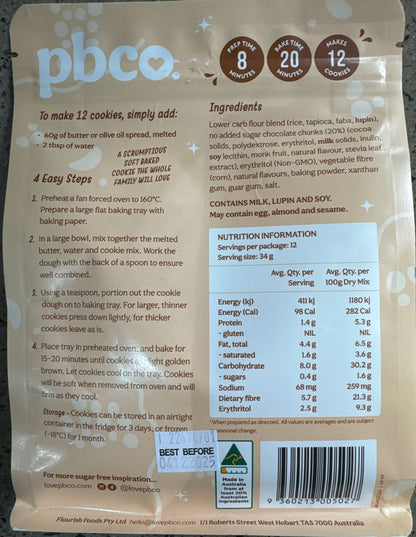 pbco.
PREP TIME
8
MINUTES
BAKE TIME
20
MINUTES
MAKES
12
COOKIES
To make 12 cookies, simply add:
- 60g of butter or olive oil spread, melted
- 2 tbsp of water
A SCRUMPTIOUS
SOFT BAKED
COOKIE THE WHOLE
FAMILY WILL LOVE
4 Easy Steps
1. Preheat a fan forced oven to 160°C.
Prepare a large flat baking tray with
baking paper.
2. In a large bowl, mix together the melted
butter, water and cookie mix. Work the
dough with the back of a spoon to ensure
well combined.
3. Using a teaspoon, portion out the cookie
dough on to baking tray. For larger, thinner
cookies press down lightly, for thicker
cookies leave as is.
4. Place tray in preheated oven, and bake for
15-20 minutes until cookies light golden
brown. Let cookies cool on the tray. Cookies
will be soft when removed from oven and will
firm as they cool.
Storage - Cookies can be stored in an airtight
container in the fridge for 3 days, or frozen
(-18°C) for 1 month.
BEST BEFORE
For more sugar free inspiration...
lovepbco.com @lovepbco
Ingredients
Lower carb flour blend (rice, tapioca, faba, lupin),
no added sugar chocolate chunks (20%) (cocoa
solids, polydextrose, erythritol, milk solids, inulin,
soy lecithin, monk fruit, natural flavour, stevia leaf
extract), erythritol (Non-GMO), vegetable fibre
(corn), natural flavours, baking powder, xanthan
gum, guar gum, salt.
CONTAINS MILK, LUPIN AND SOY.
May contain egg, almond and sesame.
NUTRITION INFORMATION
Servings per package: 12
Serving size: 34 g
Avg. Qty. per Serving Avg. Qty. per 100g Dry Mix
Energy (kj) 411 kj 1180 kj
Energy (Cal) 98 Cal 282 Cal
Protein 1.4 g 5.3 g
- gluten NIL NIL
Fat, total 4.4 g 6.5 g
- saturated 1.6 g 3.6 g
Carbohydrate 8.0 g 30.2 g
- sugars 0.4 g 1.6 g
Sodium 68 mg 259 mg
Dietary fibre 5.7 g 21.3 g
Erythritol 2.5 g 9.3 g
*When prepared as directed. All values are averages and are subject
to seasonal change.
Made in
Australia
from at
least 20%
Australian
ingredients
9 360213 005027
Flourish Foods Pty Ltd hello@lovepbco.com 1/1 Roberts Street West Hobart TAS 7000 Australia